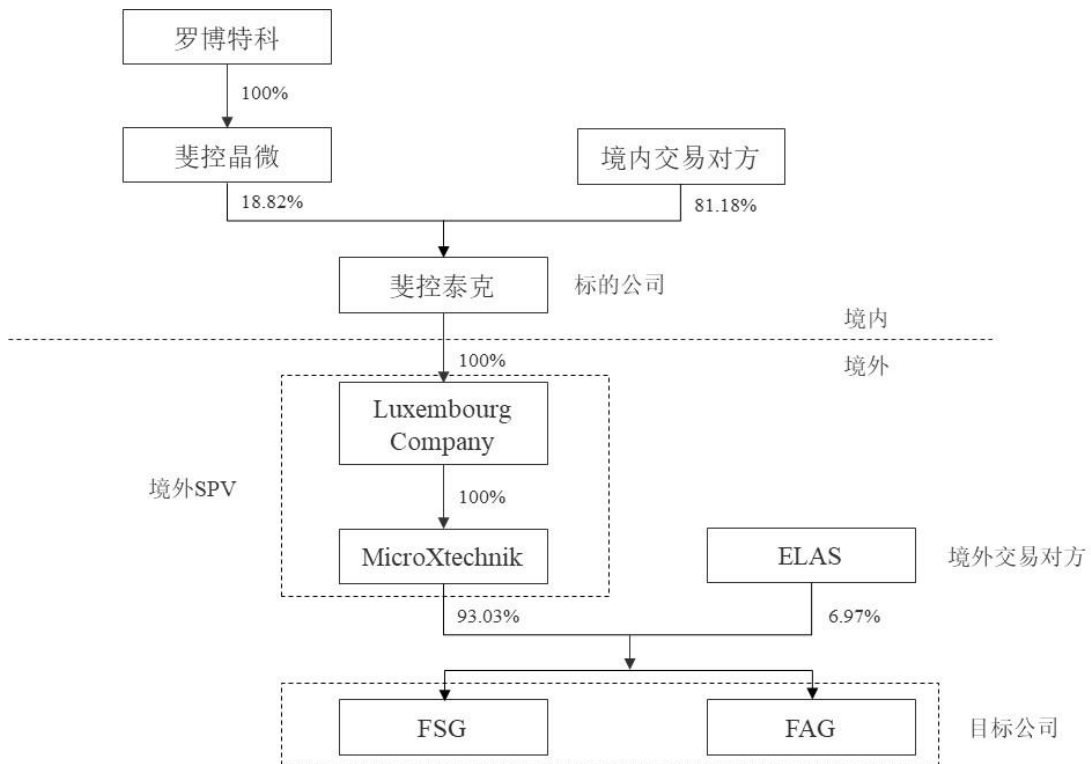 罗博特科
100%
斐控晶微
境内交易对方
18.82%
81.18%
斐控泰克
标的公司
境内
100%
境外
Luxembourg
Company
境外SPV
100%
MicroXtechnik
ELAS
境外交易对方
93.03%
6.97%
FSG
FAG
目标公司